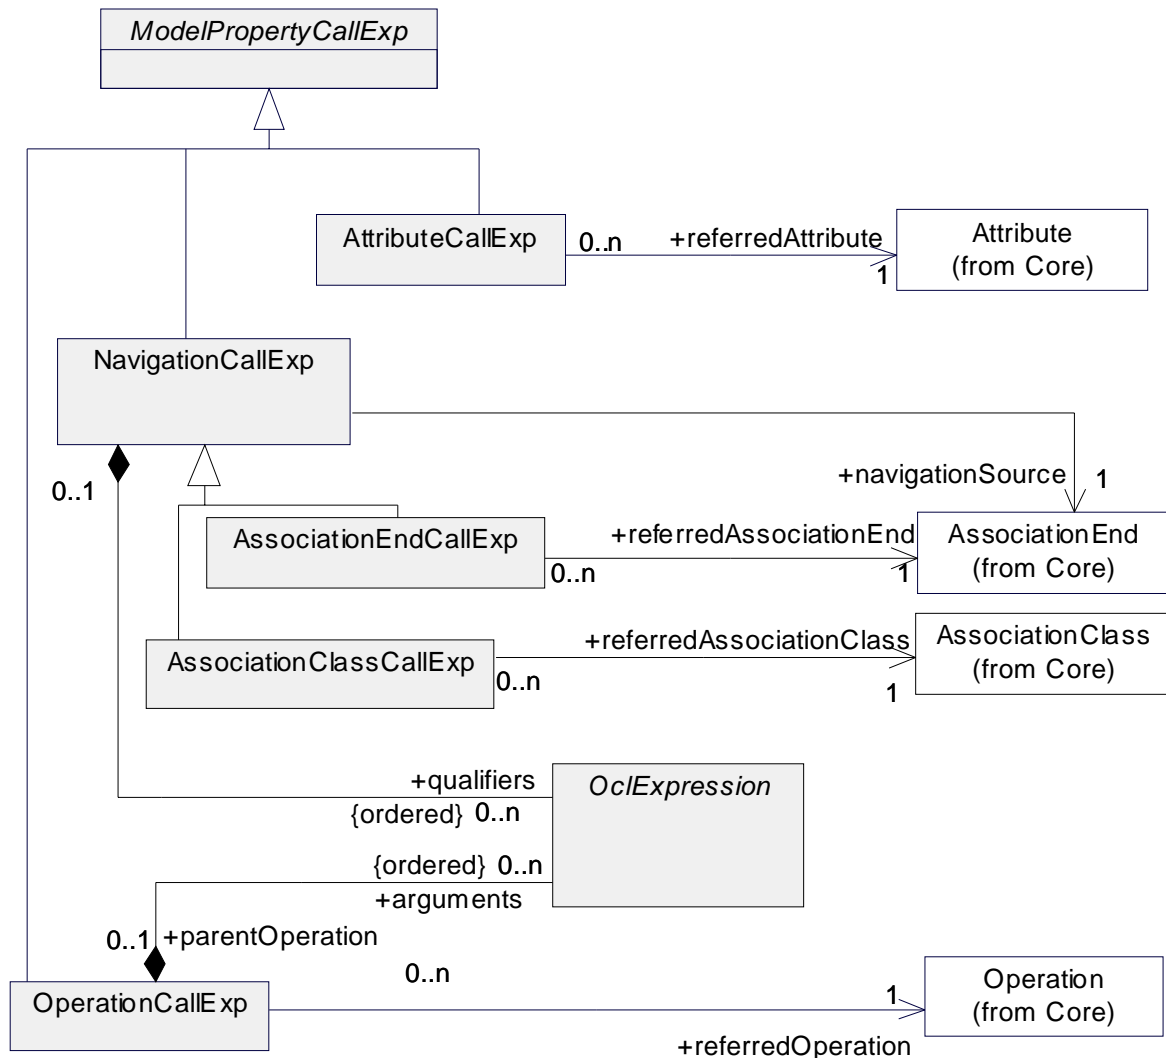 ModelPropertyCallExp
AttributeCallExp
0..n
+referredAttribute
1
Attribute
(from Core)
NavigationCallExp
0..1
+navigationSource
1
AssociationEndCallExp
0..n
+referredAssociationEnd
1
AssociationEnd
(from Core)
AssociationClassCallExp
0..n
+referredAssociationClass
1
AssociationClass
(from Core)
+qualifiers
{ordered} 0..n
OclExpression
{ordered} 0..n
+arguments
0..1 +parentOperation
OperationCallExp
0..n
1
+referredOperation
Operation
(from Core)